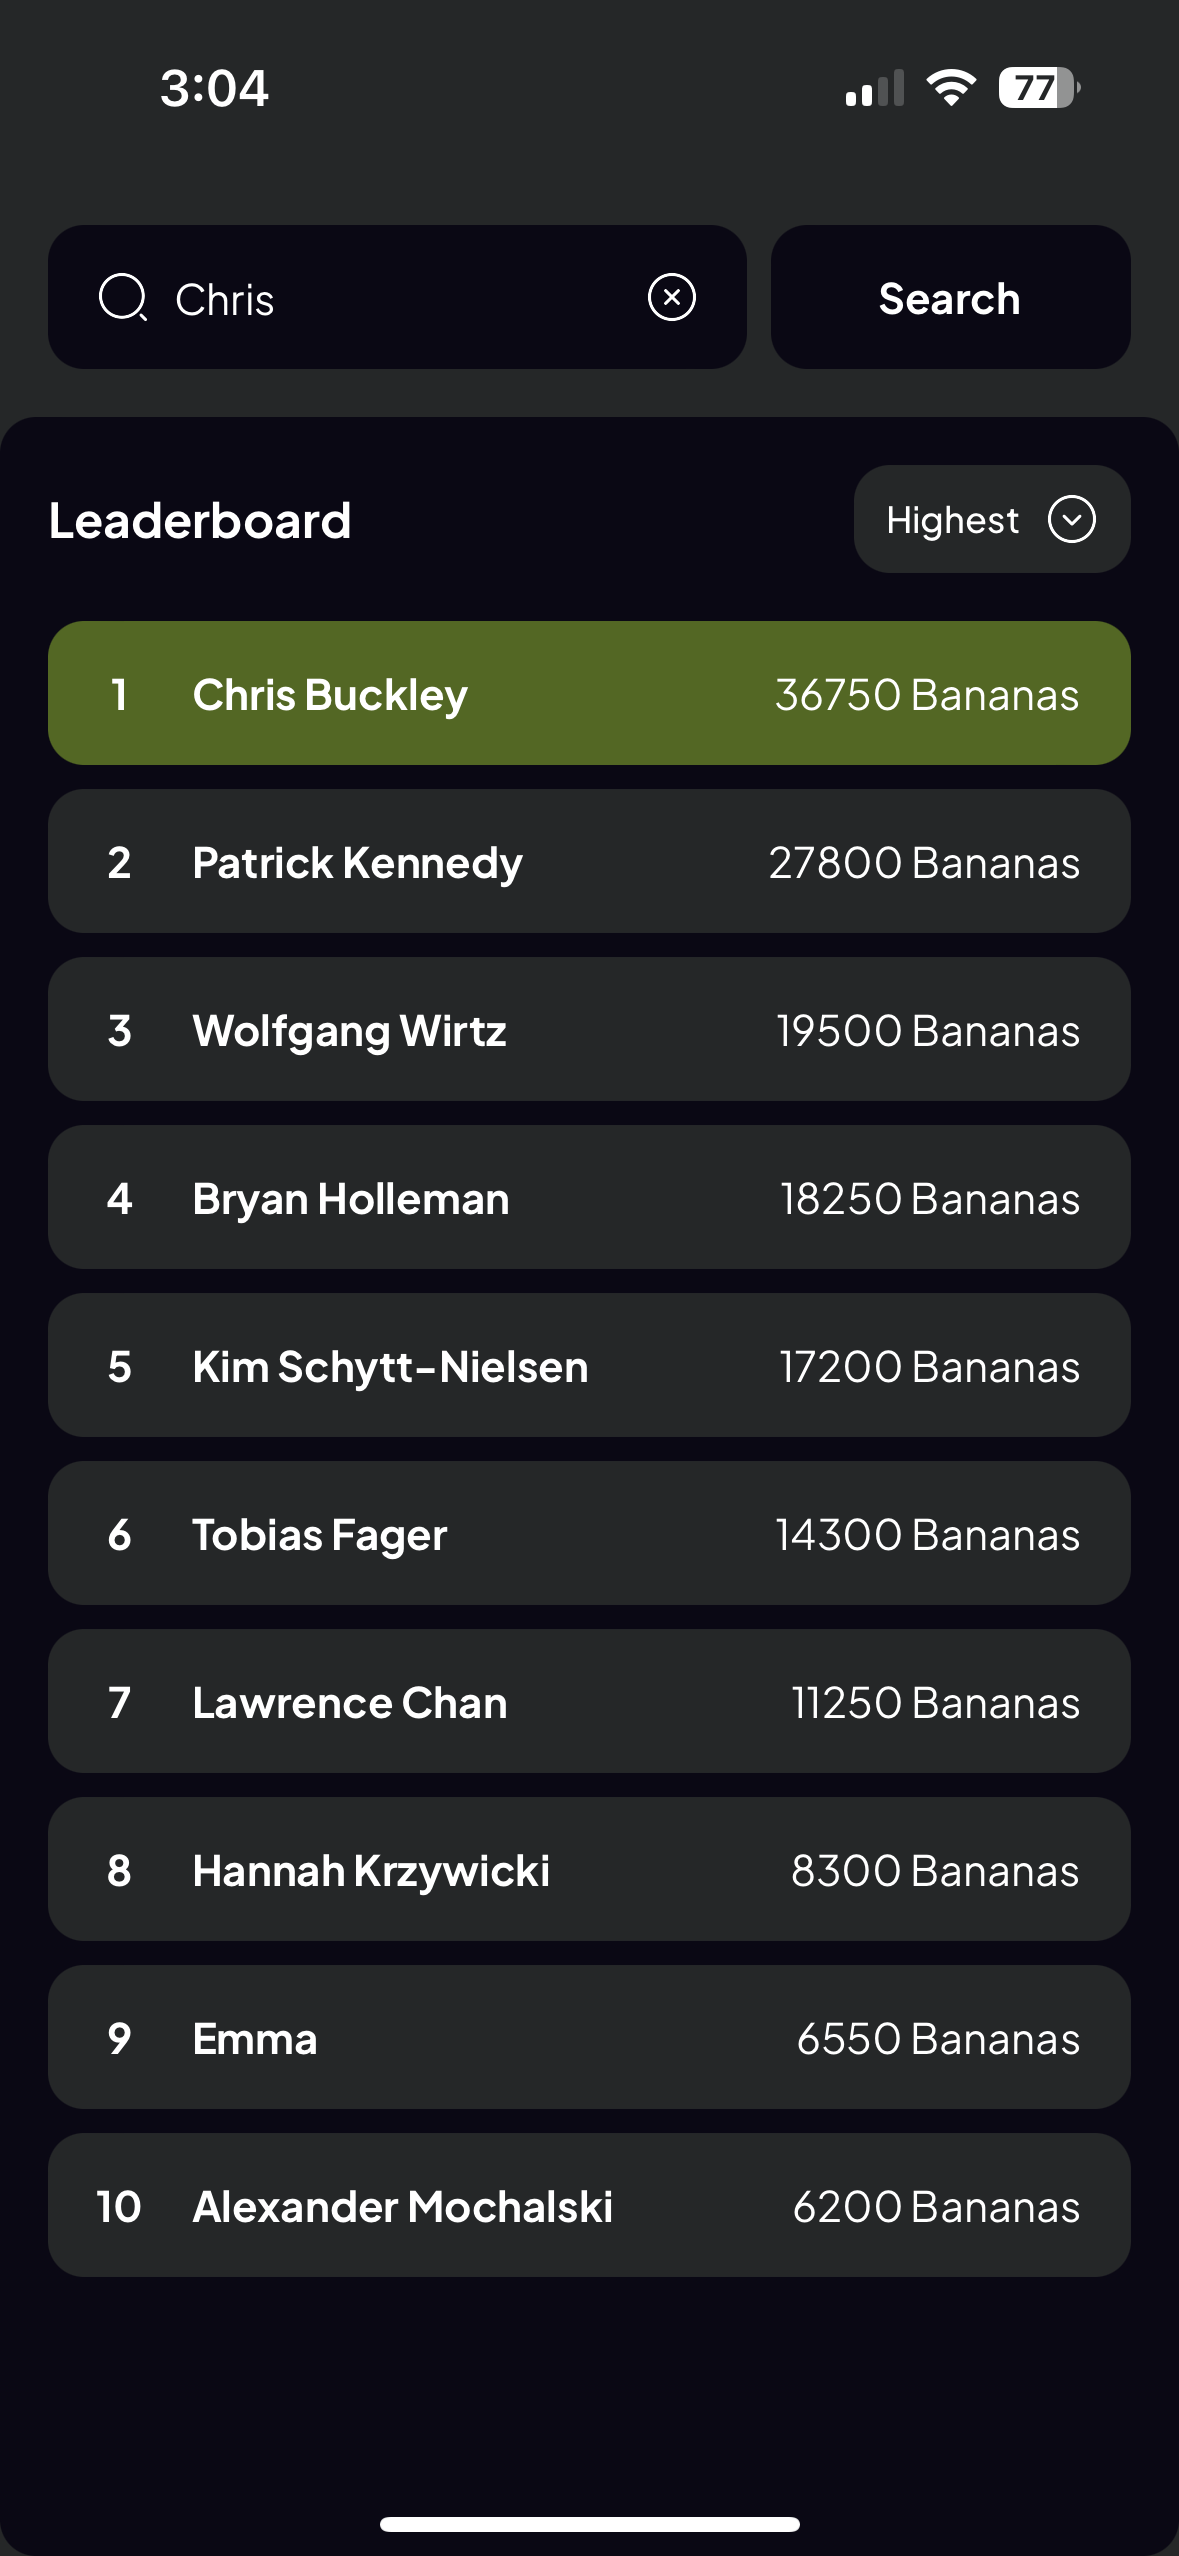 3:04
77
Chris
Search
Leaderboard
Highest
1 Chris Buckley 36750 Bananas
2 Patrick Kennedy 27800 Bananas
3 Wolfgang Wirtz 19500 Bananas
4 Bryan Holleman 18250 Bananas
5 Kim Schytt-Nielsen 17200 Bananas
6 Tobias Fager 14300 Bananas
7 Lawrence Chan 11250 Bananas
8 Hannah Krzywicki 8300 Bananas
9 Emma 6550 Bananas
10 Alexander Mochalski 6200 Bananas